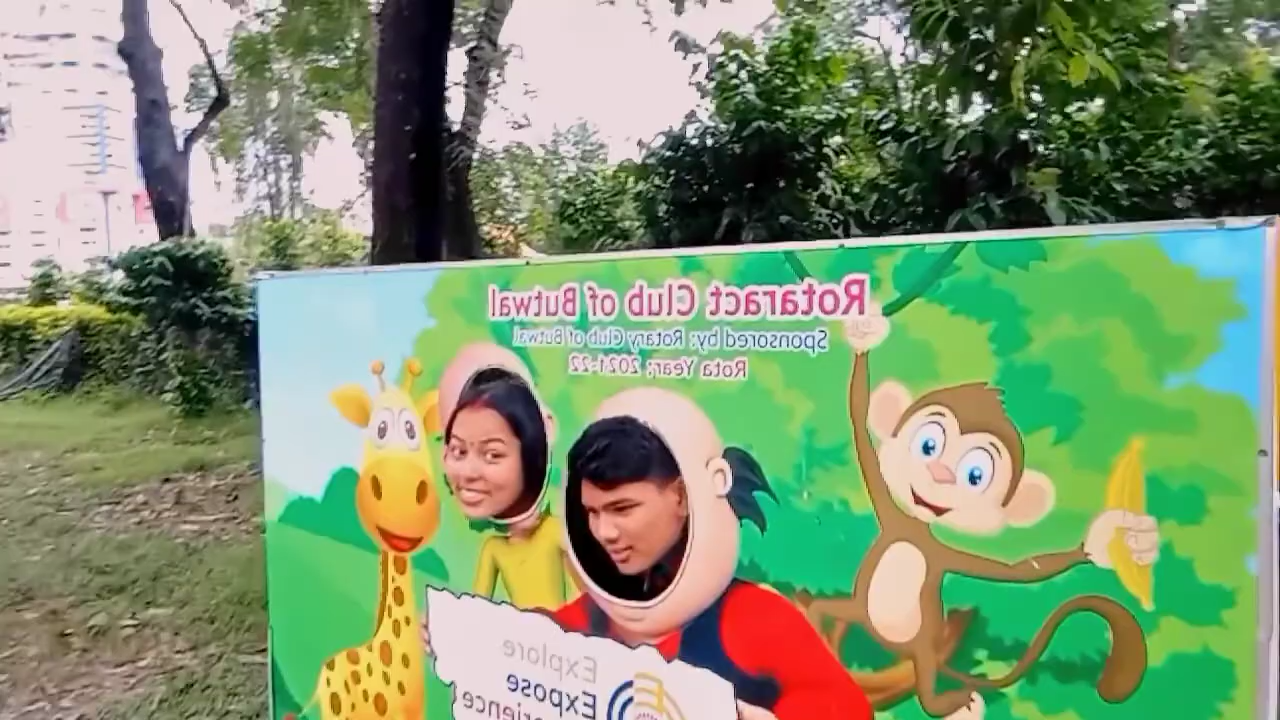 Rotaract Club of Butwal
Sponsored by: Rotary Club of Butwal
Rota Year; 2021-22
Explore
Expose